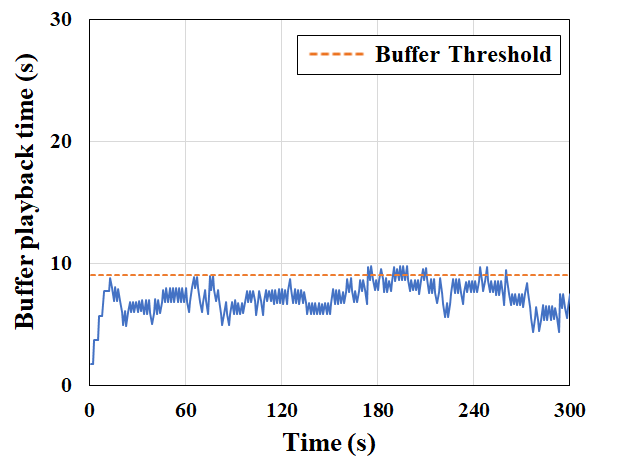 30
Buffer Threshold
20
10
0
Buffer playback time (s)
0 60 120 180 240 300
Time (s)